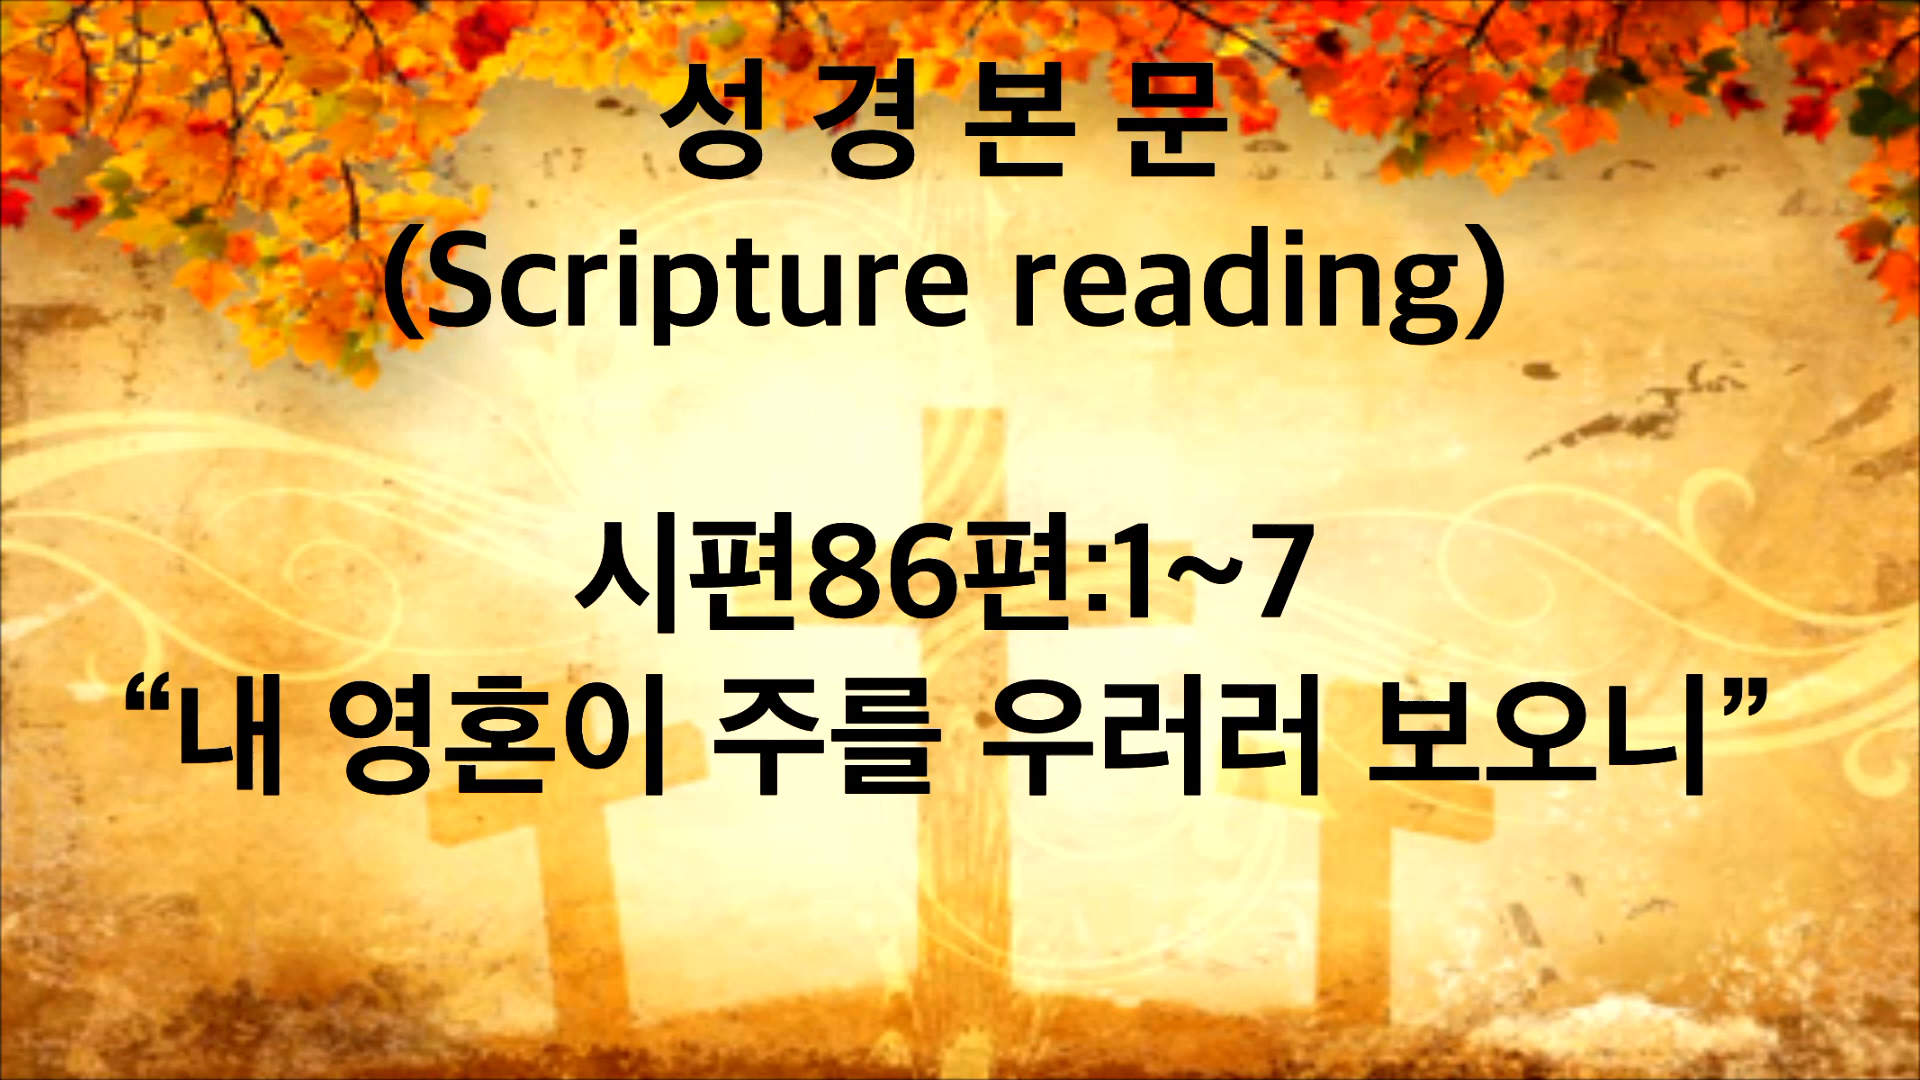 성 경 본 문
(Scripture reading)
시편86편:1~7
“내 영혼이 주를 우러러 보오니”